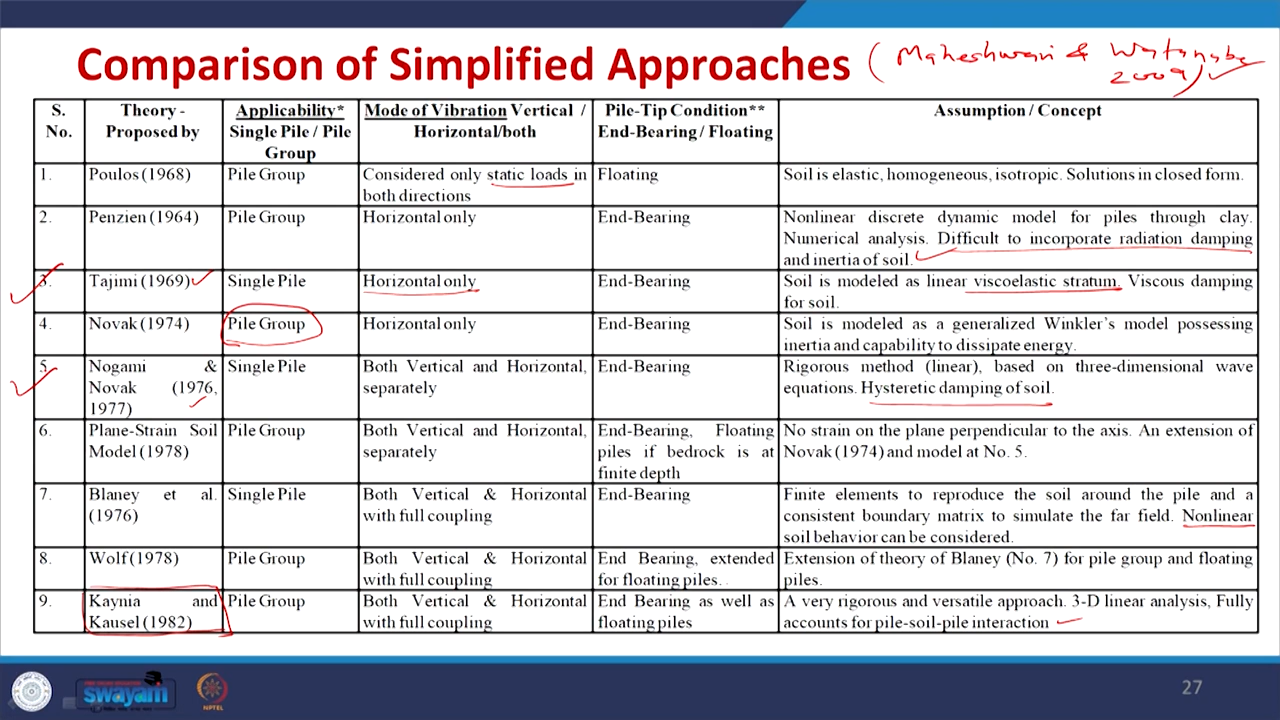 Comparison of Simplified Approaches
(Maheshwari & Watanabe
2009)
S. No.
Theory - Proposed by
Applicability* Single Pile / Pile Group
Mode of Vibration Vertical / Horizontal/both
Pile-Tip Condition** End-Bearing / Floating
Assumption / Concept
1.
Poulos (1968)
Pile Group
Considered only static loads in
both directions
Floating
Soil is elastic, homogeneous, isotropic. Solutions in closed form.
2.
Penzien (1964)
Pile Group
Horizontal only
End-Bearing
Nonlinear discrete dynamic model for piles through clay.
Numerical analysis. Difficult to incorporate radiation damping
and inertia of soil.
3.
Tajimi (1969)
Single Pile
Horizontal only
End-Bearing
Soil is modeled as linear viscoelastic stratum. Viscous damping
for soil.
4.
Novak (1974)
Pile Group
Horizontal only
End-Bearing
Soil is modeled as a generalized Winkler's model possessing
inertia and capability to dissipate energy.
5.
Nogami &
Novak (1976,
1977)
Single Pile
Both Vertical and Horizontal,
separately
End-Bearing
Rigorous method (linear), based on three-dimensional wave
equations. Hysteretic damping of soil.
6.
Plane-Strain Soil
Model (1978)
Pile Group
Both Vertical and Horizontal,
separately
End-Bearing, Floating
piles if bedrock is at
finite depth
No strain on the plane perpendicular to the axis. An extension of
Novak (1974) and model at No. 5.
7.
Blaney et al.
(1976)
Single Pile
Both Vertical & Horizontal
with full coupling
End-Bearing
Finite elements to reproduce the soil around the pile and a
consistent boundary matrix to simulate the far field. Nonlinear
soil behavior can be considered.
8.
Wolf (1978)
Pile Group
Both Vertical & Horizontal
with full coupling
End Bearing, extended
for floating piles.
Extension of theory of Blaney (No. 7) for pile group and floating
piles.
9.
Kaynia and
Kausel (1982)
Pile Group
Both Vertical & Horizontal
with full coupling
End Bearing as well as
floating piles
A very rigorous and versatile approach. 3-D linear analysis, Fully
accounts for pile-soil-pile interaction
swayam
NPTEL
27